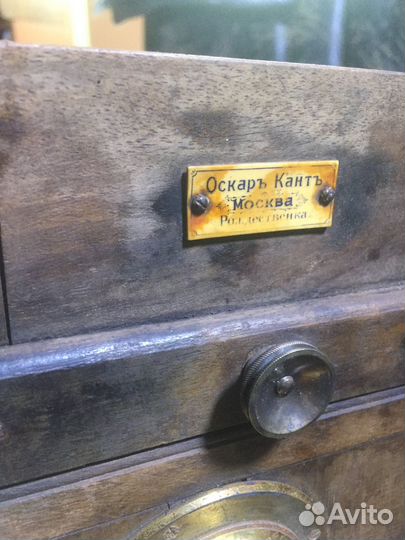 Оскаръ Кантъ
Москва
Рождественка.
Avito